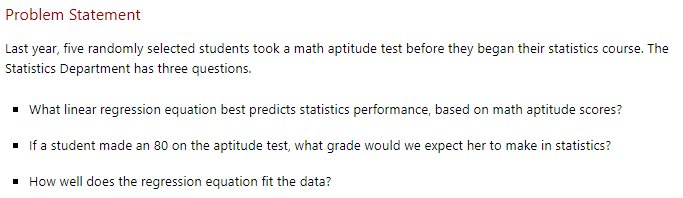 Problem Statement
Last year, five randomly selected students took a math aptitude test before they began their statistics course. The
Statistics Department has three questions.
▪ What linear regression equation best predicts statistics performance, based on math aptitude scores?
▪ If a student made an 80 on the aptitude test, what grade would we expect her to make in statistics?
▪ How well does the regression equation fit the data?